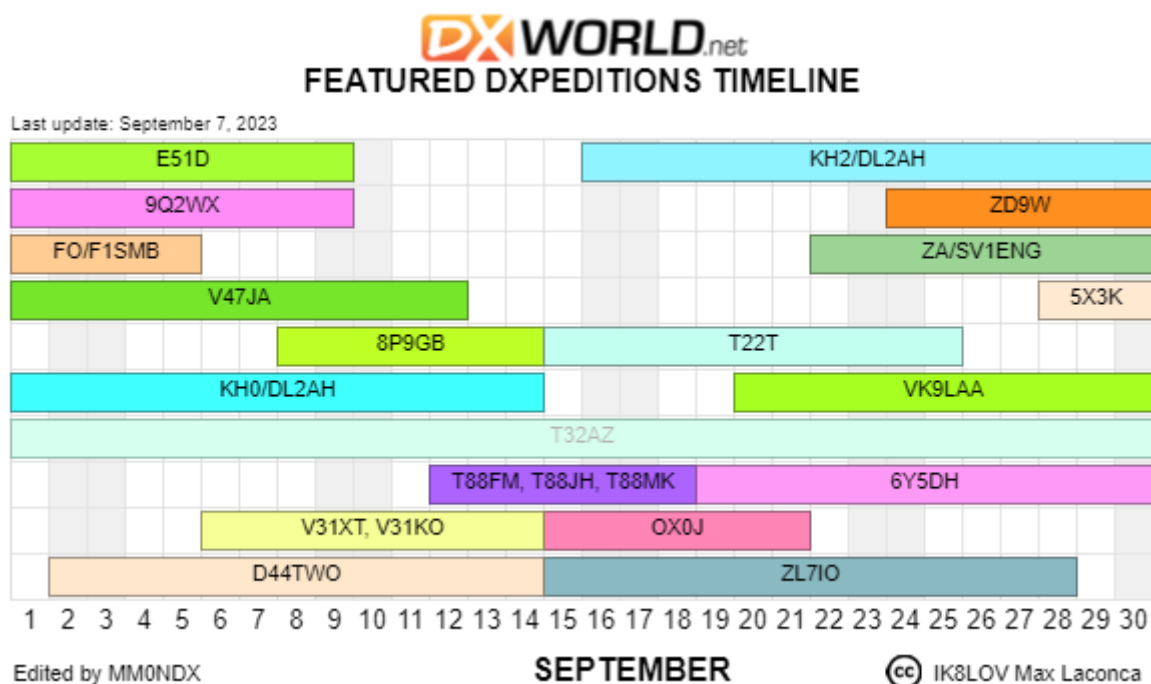 DX WORLD.net
FEATURED DXPEDITIONS TIMELINE
Last update: September 7, 2023
E51D KH2/DL2AH
9Q2WX ZD9W
FO/F1SMB ZA/SV1ENG
V47JA 5X3K
8P9GB T22T
KH0/DL2AH VK9LAA
T32AZ
T88FM, T88JH, T88MK 6Y5DH
V31XT, V31KO OX0J
D44TWO ZL7IO
1 2 3 4 5 6 7 8 9 10 11 12 13 14 15 16 17 18 19 20 21 22 23 24 25 26 27 28 29 30
Edited by MM0NDX SEPTEMBER cc IK8LOV Max Laconca